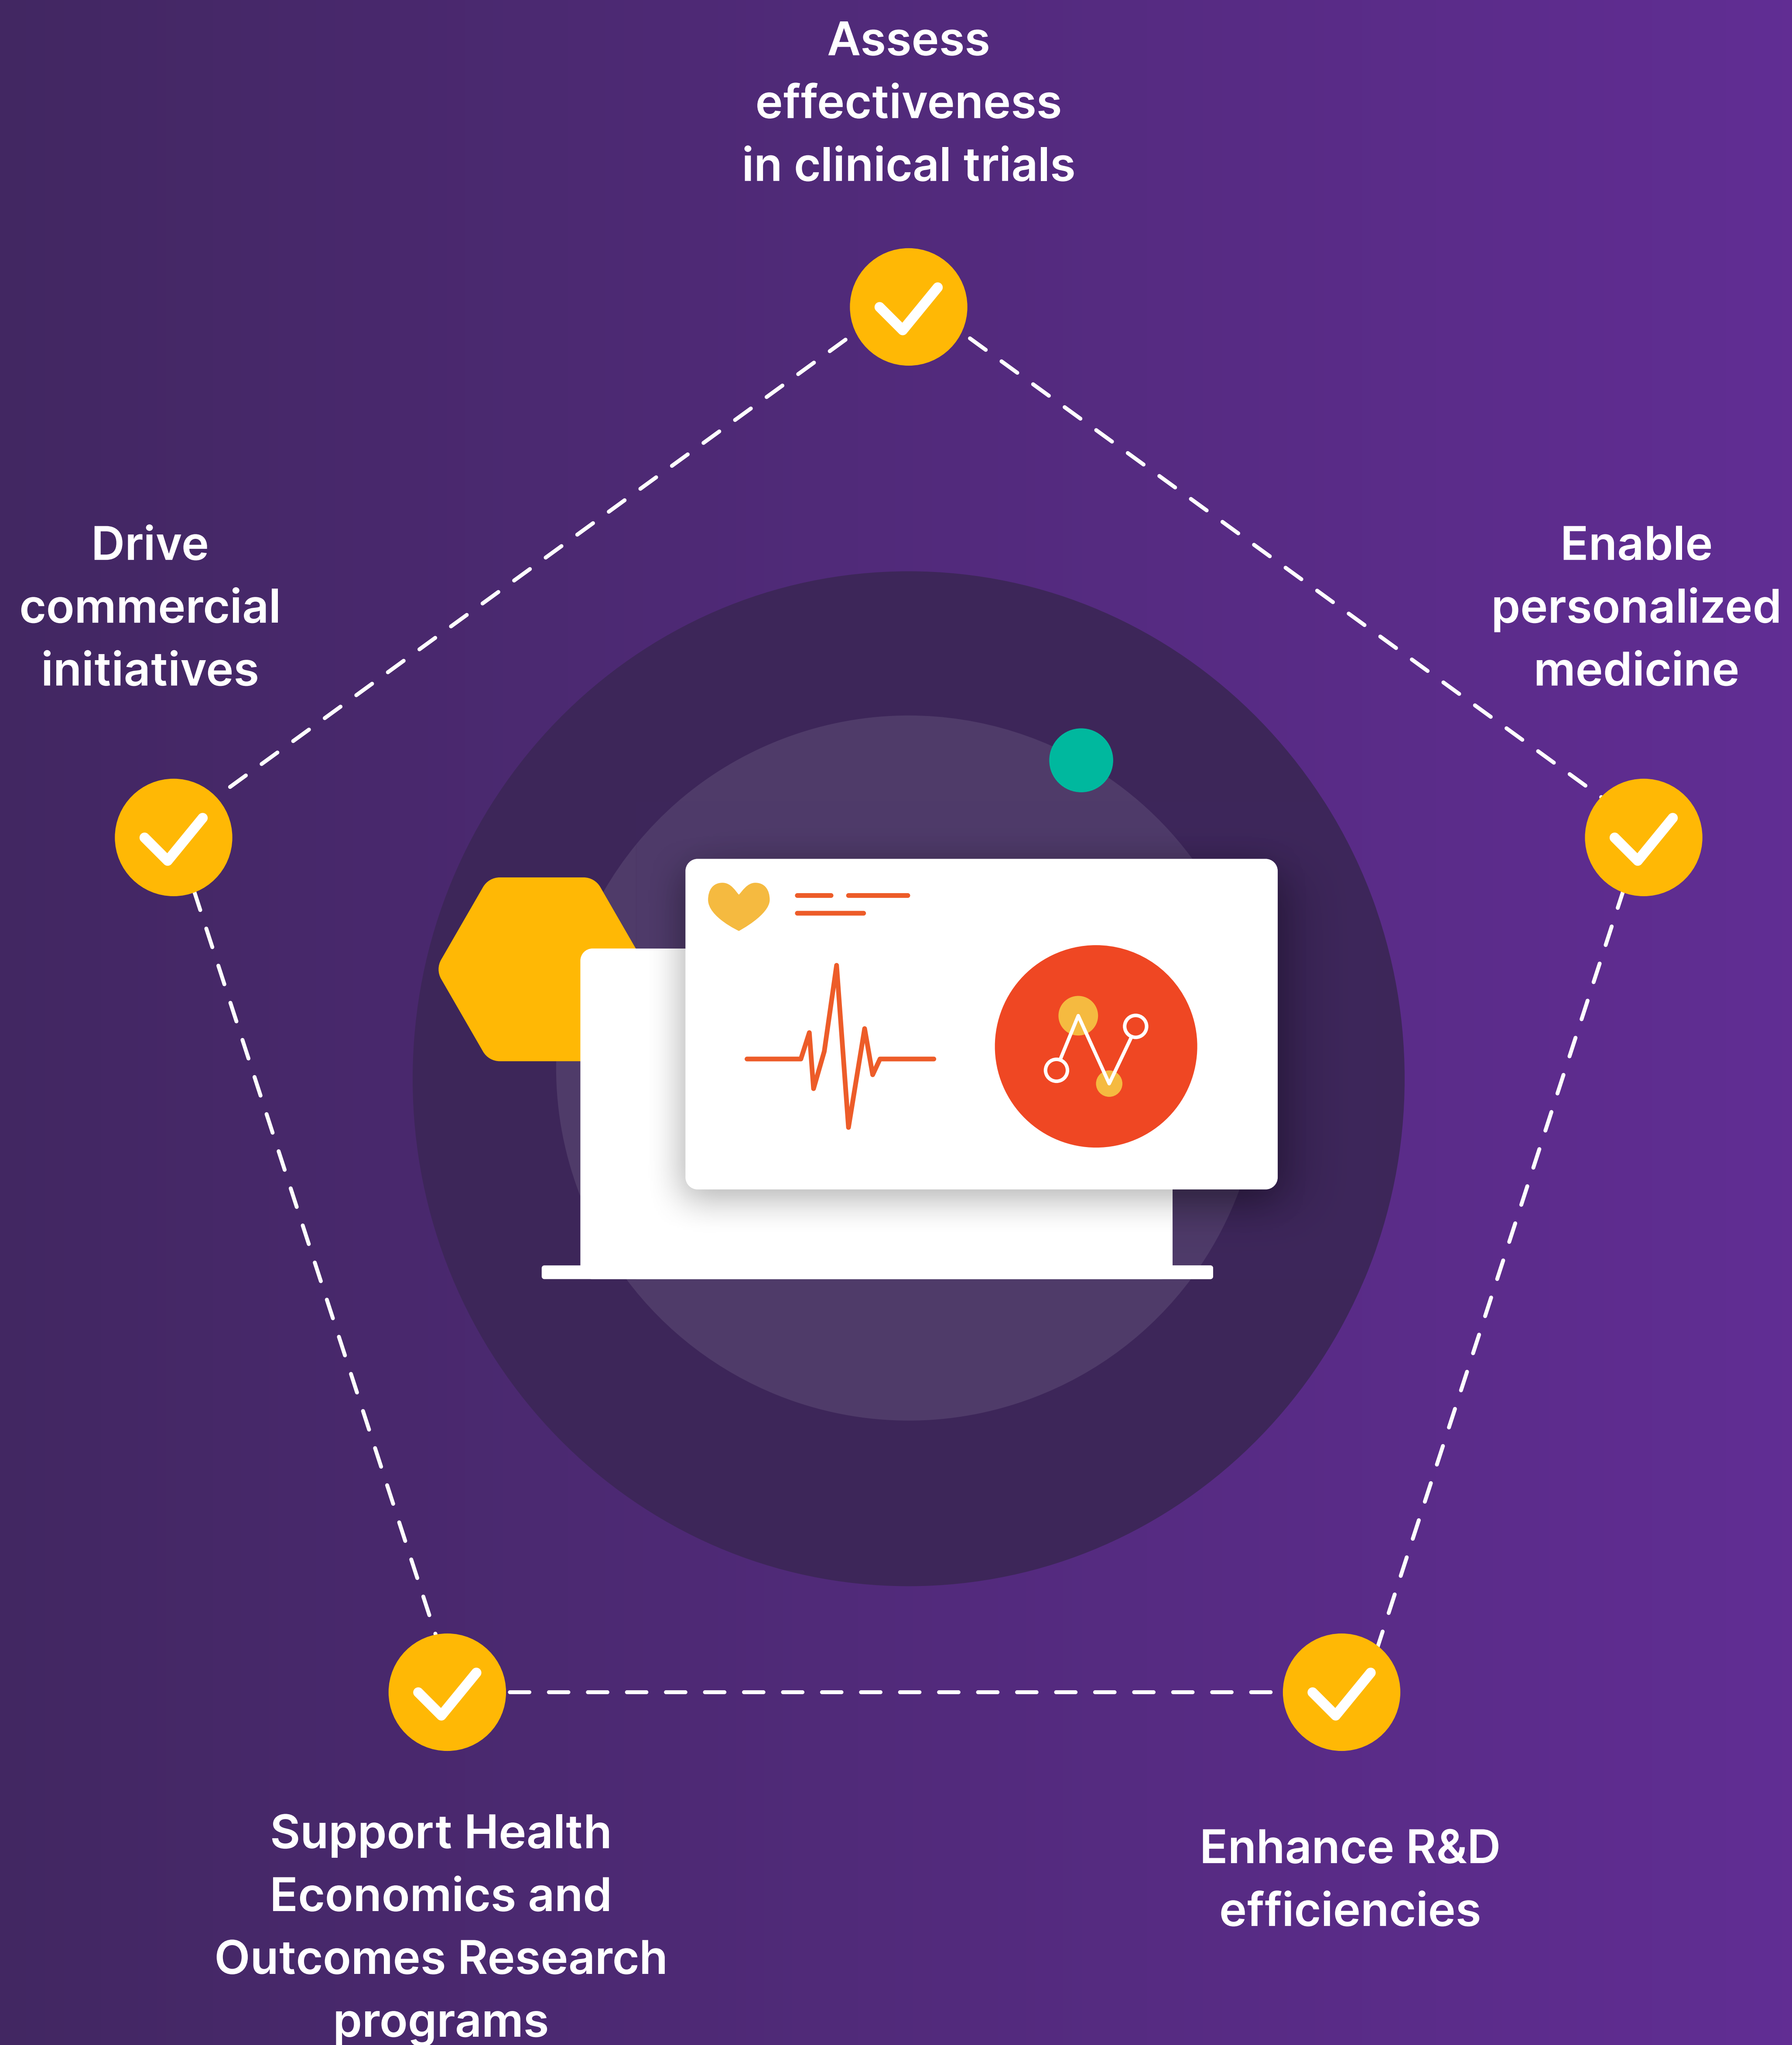 Assess
effectiveness
in clinical trials
Drive
commercial
initiatives
Enable
personalized
medicine
Support Health
Economics and
Outcomes Research
programs
Enhance R&D
efficiencies